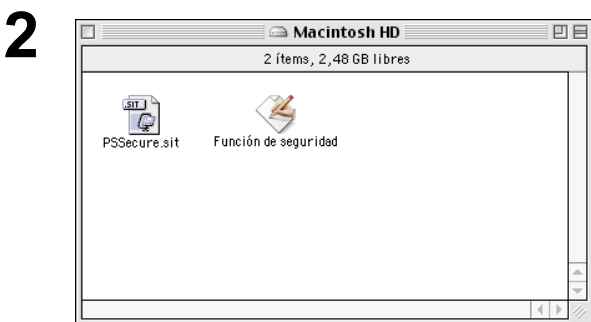 2
Macintosh HD
2 ítems, 2,48 GB libres
.SIT
PSSecure.sit
Función de seguridad